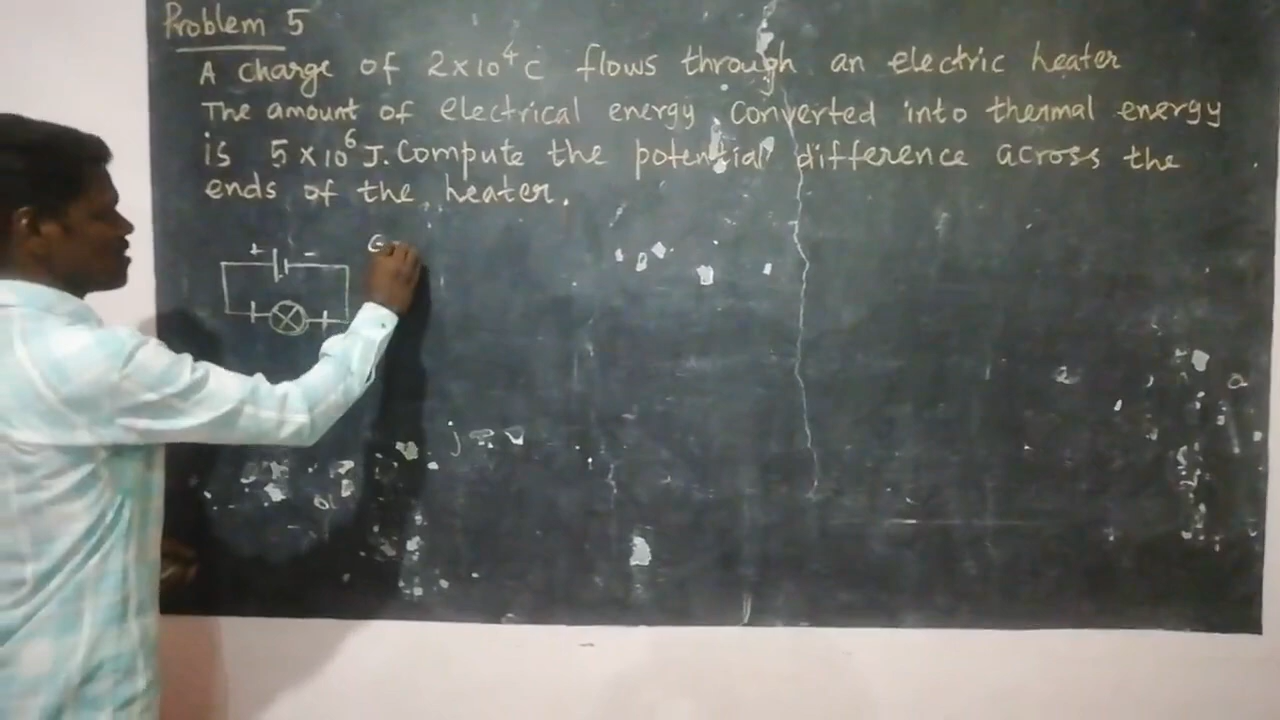 Problem 5
A charge of 2×10⁴C flows through an electric heater
The amount of electrical energy converted into thermal energy
is 5×10⁶J. Compute the potential difference across the
ends of the heater.
+ -
G